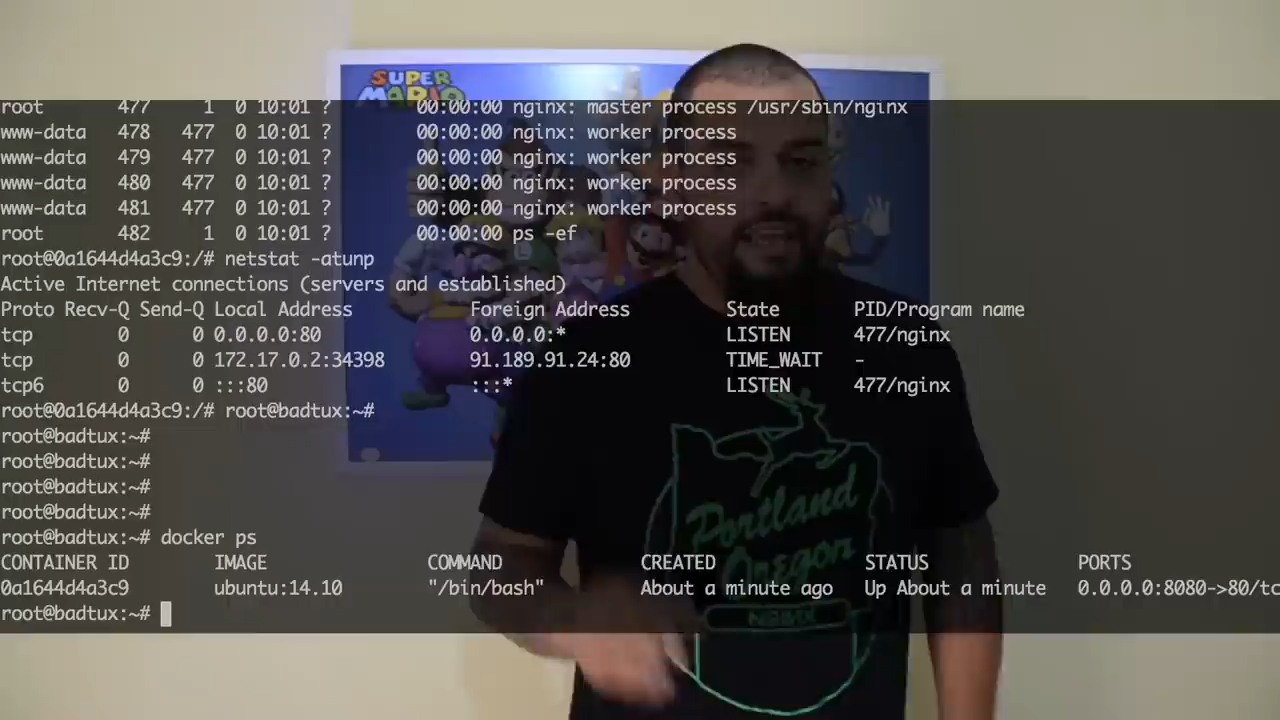 SUPER
MARIO
root 477 1 0 10:01 ? 00:00:00 nginx: master process /usr/sbin/nginx
www-data 478 477 0 10:01 ? 00:00:00 nginx: worker process
www-data 479 477 0 10:01 ? 00:00:00 nginx: worker process
www-data 480 477 0 10:01 ? 00:00:00 nginx: worker process
www-data 481 477 0 10:01 ? 00:00:00 nginx: worker process
root 482 1 0 10:01 ? 00:00:00 ps -ef
root@0a1644d4a3c9:/# netstat -atunp
Active Internet connections (servers and established)
Proto Recv-Q Send-Q Local Address Foreign Address State PID/Program name
tcp 0 0 0.0.0.0:80 0.0.0.0:* LISTEN 477/nginx
tcp 0 0 172.17.0.2:34398 91.189.91.24:80 TIME_WAIT -
tcp6 0 0 :::80 :::* LISTEN 477/nginx
root@0a1644d4a3c9:/# root@badtux:~#
root@badtux:~#
root@badtux:~#
root@badtux:~#
root@badtux:~#
root@badtux:~# docker ps
CONTAINER ID IMAGE COMMAND CREATED STATUS PORTS
0a1644d4a3c9 ubuntu:14.10 "/bin/bash" About a minute ago Up About a minute 0.0.0.0:8080->80/tc
root@badtux:~#
Portland
Oregon